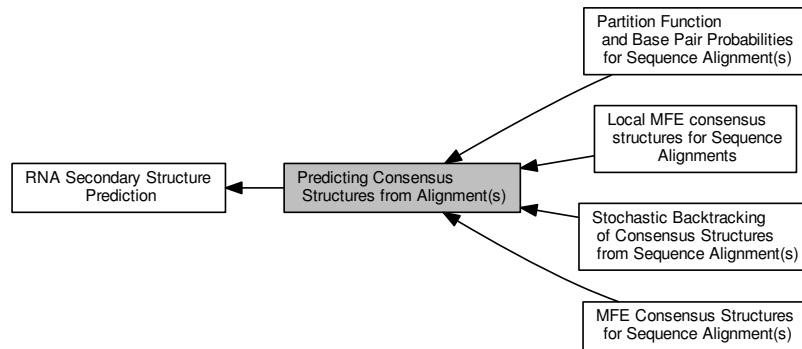 Partition Function
and Base Pair Probabilities
for Sequence Alignment(s)
Local MFE consensus
structures for Sequence
Alignments
RNA Secondary Structure
Prediction
Predicting Consensus
Structures from Alignment(s)
Stochastic Backtracking
of Consensus Structures
from Sequence Alignment(s)
MFE Consensus Structures
for Sequence Alignment(s)